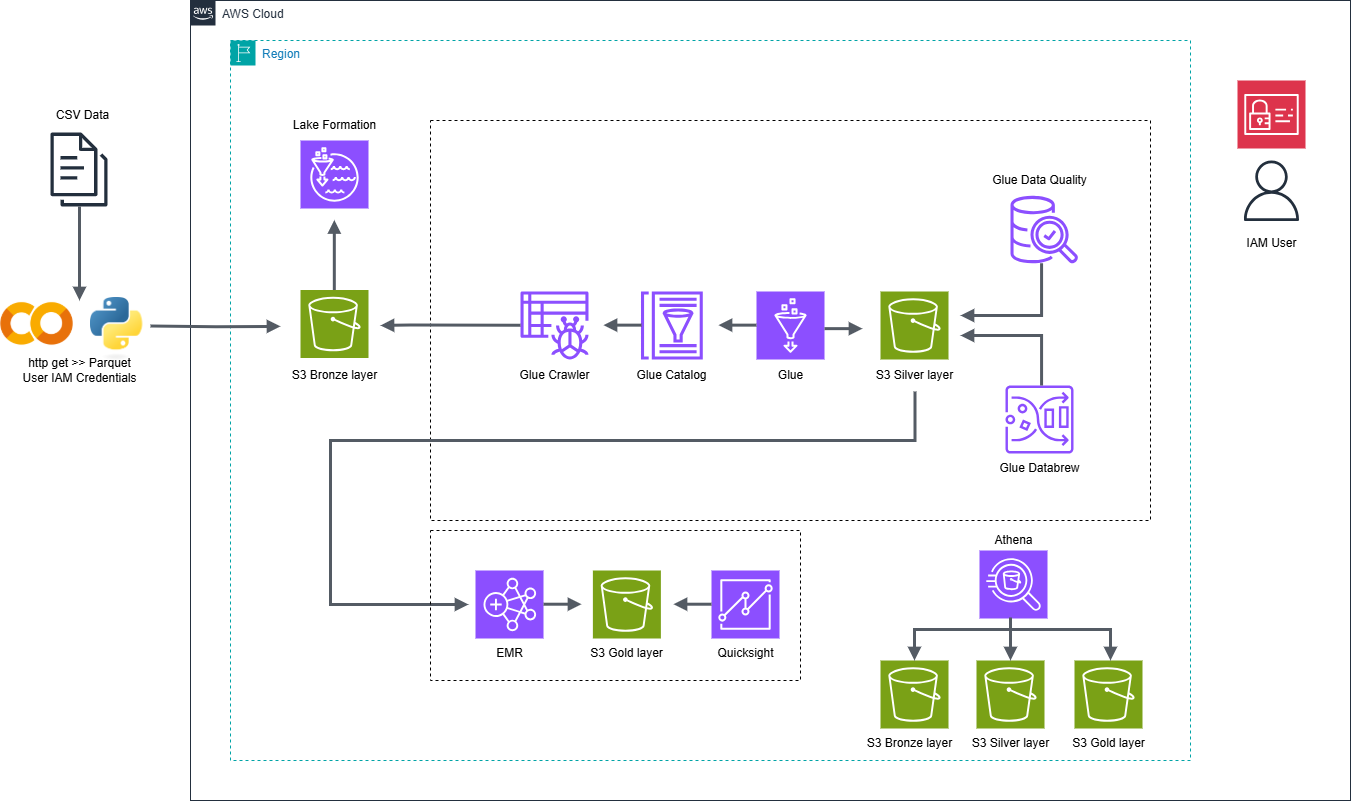 aws
AWS Cloud
Region
CSV Data
http get >> Parquet
User IAM Credentials
Lake Formation
S3 Bronze layer
Glue Crawler
Glue Catalog
Glue
S3 Silver layer
Glue Data Quality
Glue Databrew
IAM User
EMR
S3 Gold layer
Quicksight
Athena
S3 Bronze layer
S3 Silver layer
S3 Gold layer